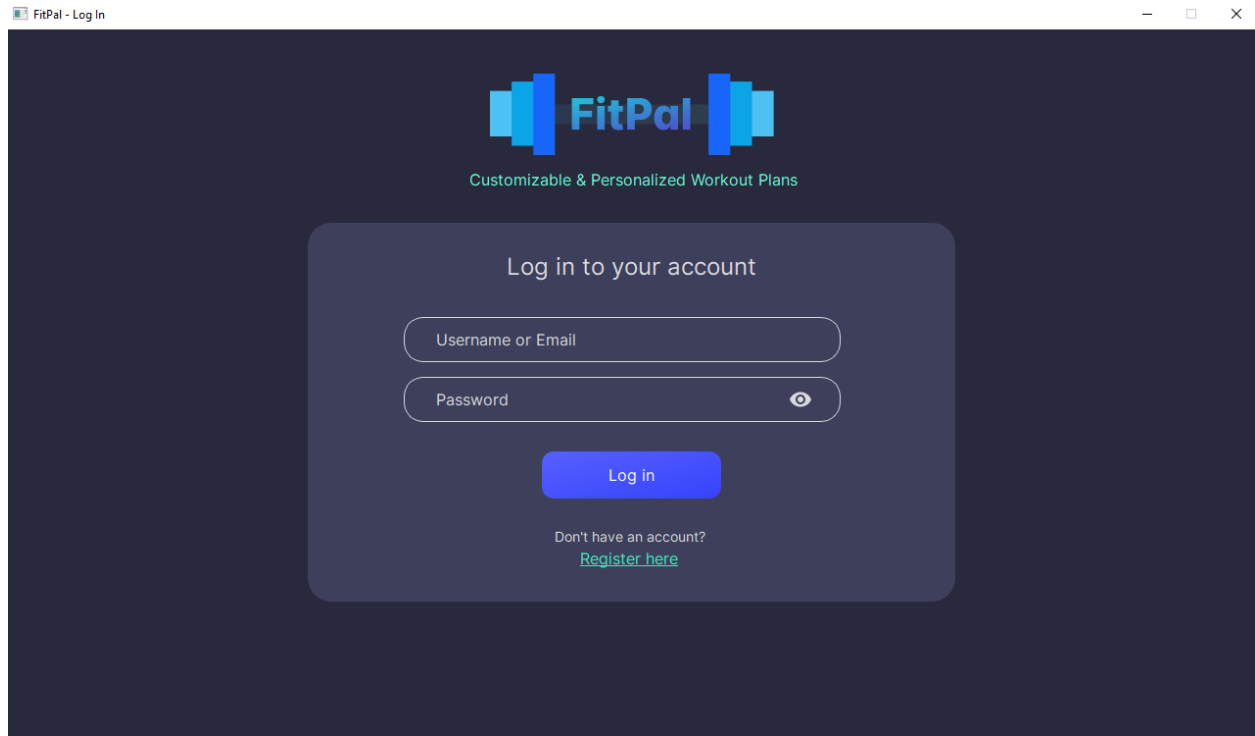 FitPal - Log In
FitPal
Customizable & Personalized Workout Plans
Log in to your account
Username or Email
Password
Log in
Don't have an account?
Register here